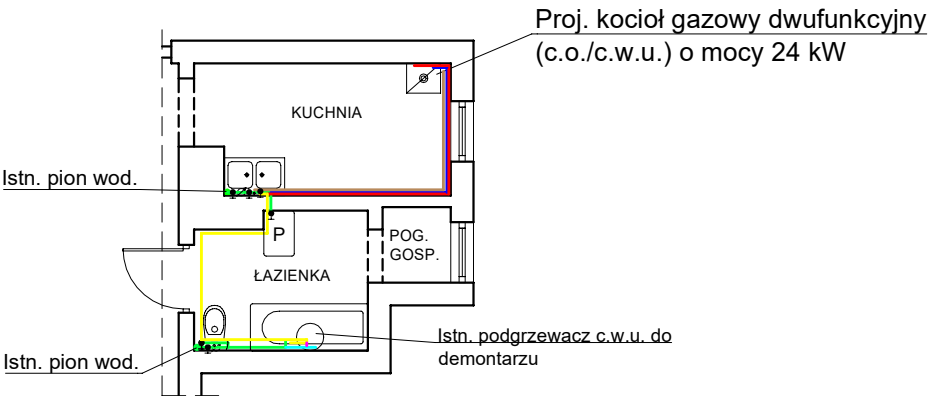 Proj. kocioł gazowy dwufunkcyjny
(c.o./c.w.u.) o mocy 24 kW
KUCHNIA
Istn. pion wod.
P
POG.
GOSP.
ŁAZIENKA
Istn. podgrzewacz c.w.u. do
demontarzu
Istn. pion wod.